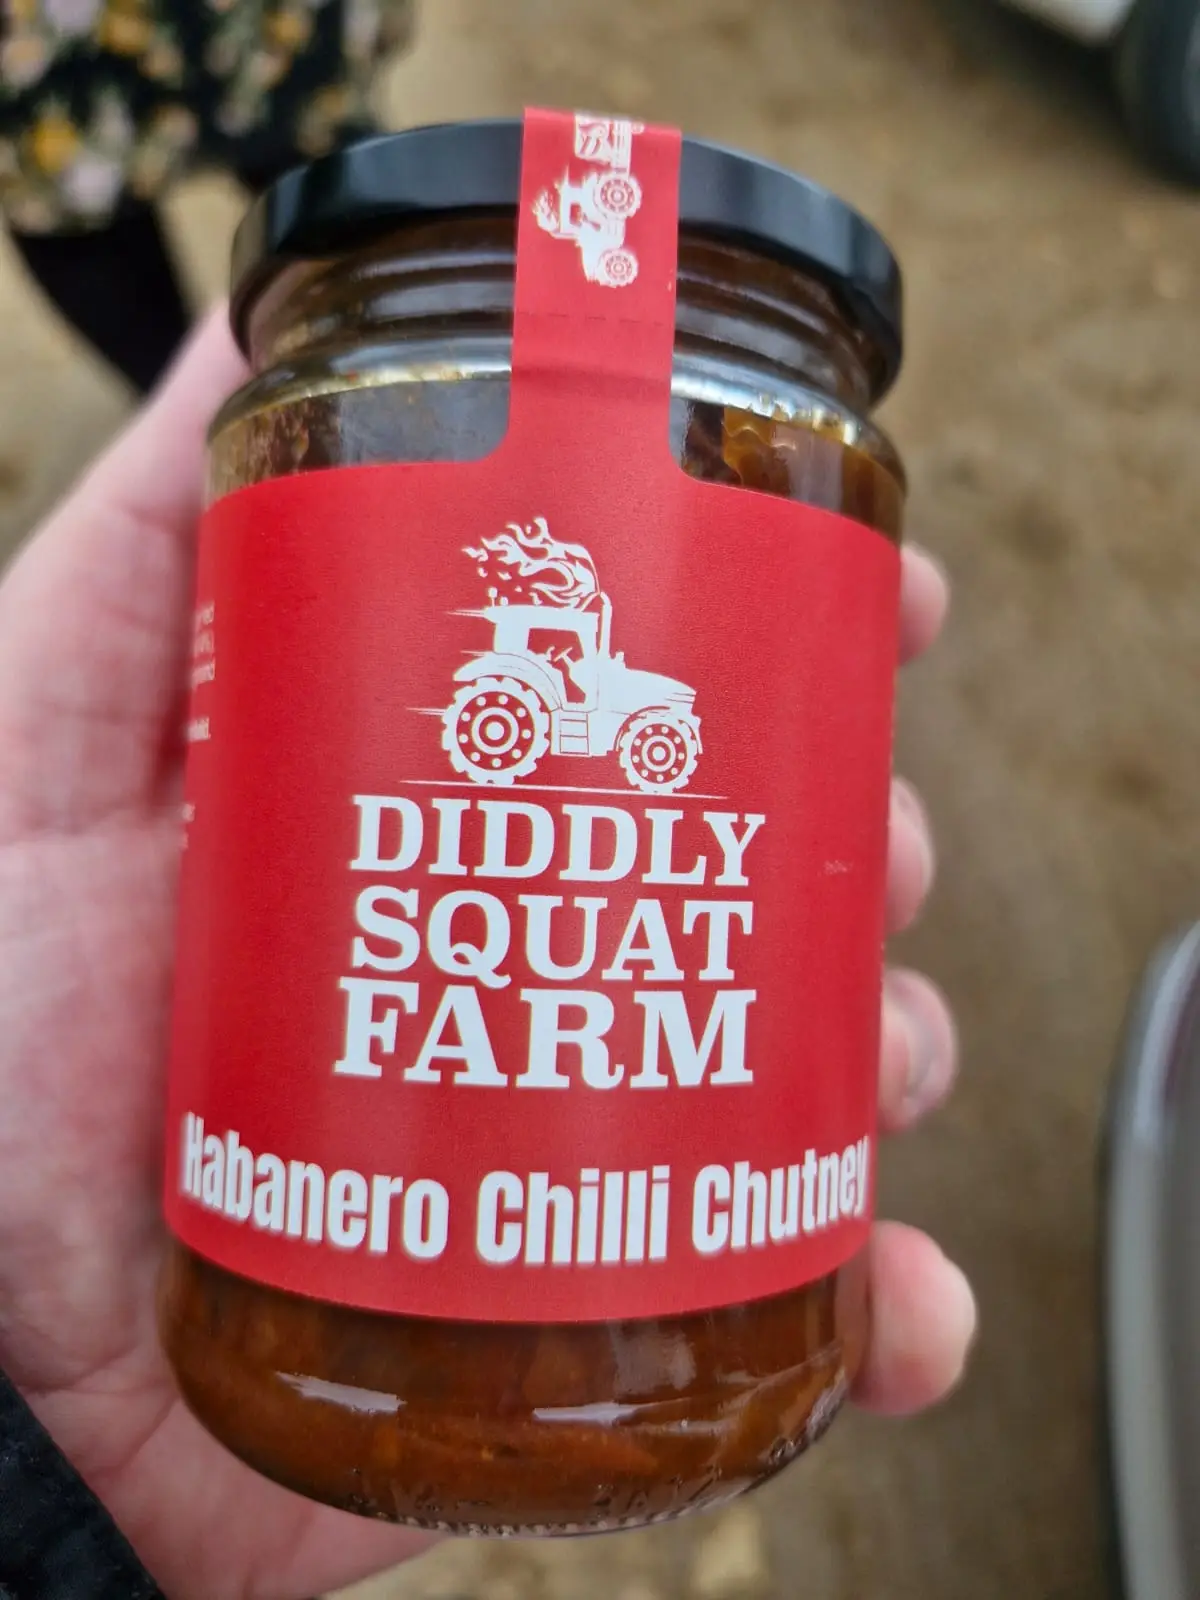 DIDDLY
SQUAT
FARM
Habanero Chilli Chutney